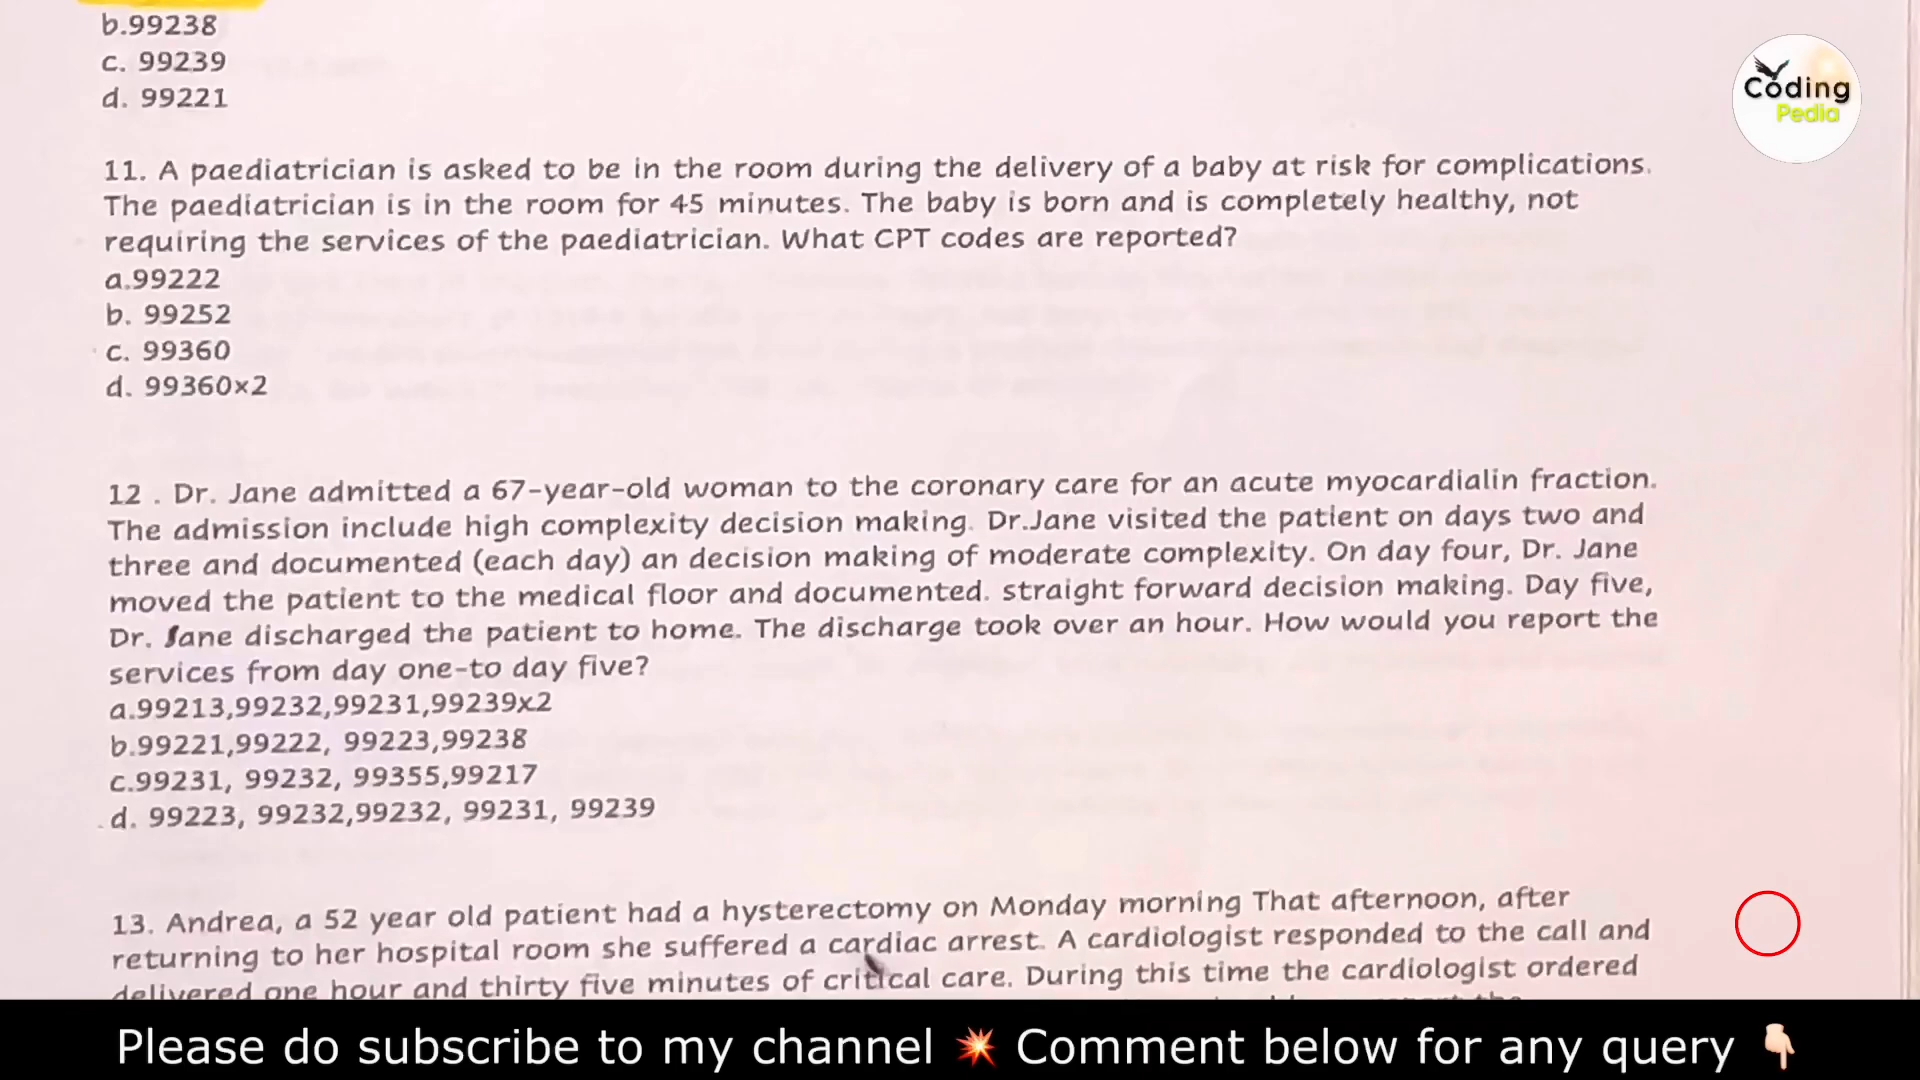 b.99238
c. 99239
d. 99221
Coding
Pedia
11. A paediatrician is asked to be in the room during the delivery of a baby at risk for complications.
The paediatrician is in the room for 45 minutes. The baby is born and is completely healthy, not
requiring the services of the paediatrician. What CPT codes are reported?
a.99222
b. 99252
c. 99360
d. 99360x2
12 . Dr. Jane admitted a 67-year-old woman to the coronary care for an acute myocardialin fraction.
The admission include high complexity decision making. Dr.Jane visited the patient on days two and
three and documented (each day) an decision making of moderate complexity. On day four, Dr. Jane
moved the patient to the medical floor and documented. straight forward decision making. Day five,
Dr. Jane discharged the patient to home. The discharge took over an hour. How would you report the
services from day one-to day five?
a.99213,99232,99231,99239x2
b.99221,99222, 99223,99238
c.99231, 99232, 99355,99217
d. 99223, 99232,99232, 99231, 99239
13. Andrea, a 52 year old patient had a hysterectomy on Monday morning That afternoon, after
returning to her hospital room she suffered a cardiac arrest. A cardiologist responded to the call and
delivered one hour and thirty five minutes of critical care. During this time the cardiologist ordered
Please do subscribe to my channel 💥 Comment below for any query 👇🏻